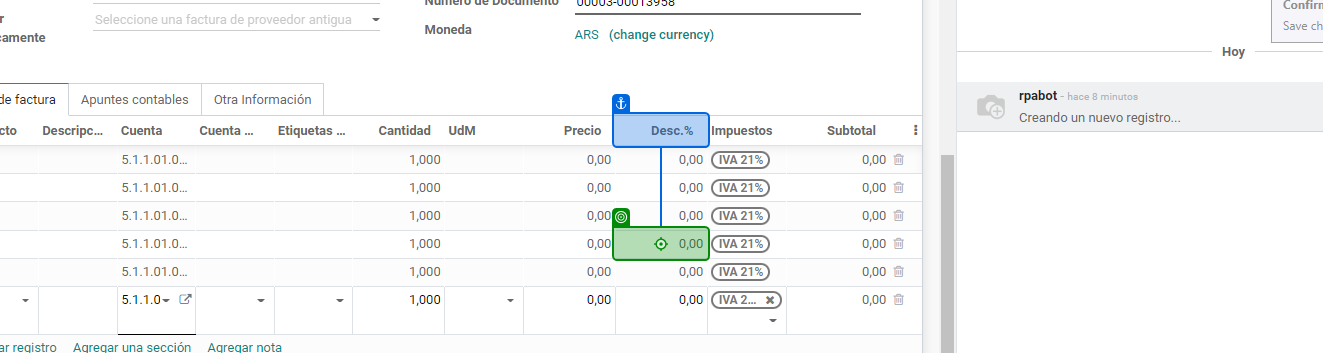 r
camente
Seleccione una factura de proveedor antigua
Número de Documento 00003-00013958
Moneda ARS (change currency)
Confirm
Save ch
Hoy
rpabot - hace 8 minutos
Creando un nuevo registro...
de factura Apuntes contables Otra Información
cto Descripc... Cuenta Cuenta ... Etiquetas ... Cantidad UdM Precio Desc.% Impuestos Subtotal
5.1.1.01.0... 1,000 0,00 0,00 IVA 21% 0,00
5.1.1.01.0... 1,000 0,00 0,00 IVA 21% 0,00
5.1.1.01.0... 1,000 0,00 0,00 IVA 21% 0,00
5.1.1.01.0... 1,000 0,00 0,00 IVA 21% 0,00
5.1.1.01.0... 1,000 0,00 0,00 IVA 21% 0,00
5.1.1.0 1,000 0,00 0,00 IVA 2... 0,00
ar registro Agregar una sección Agregar nota